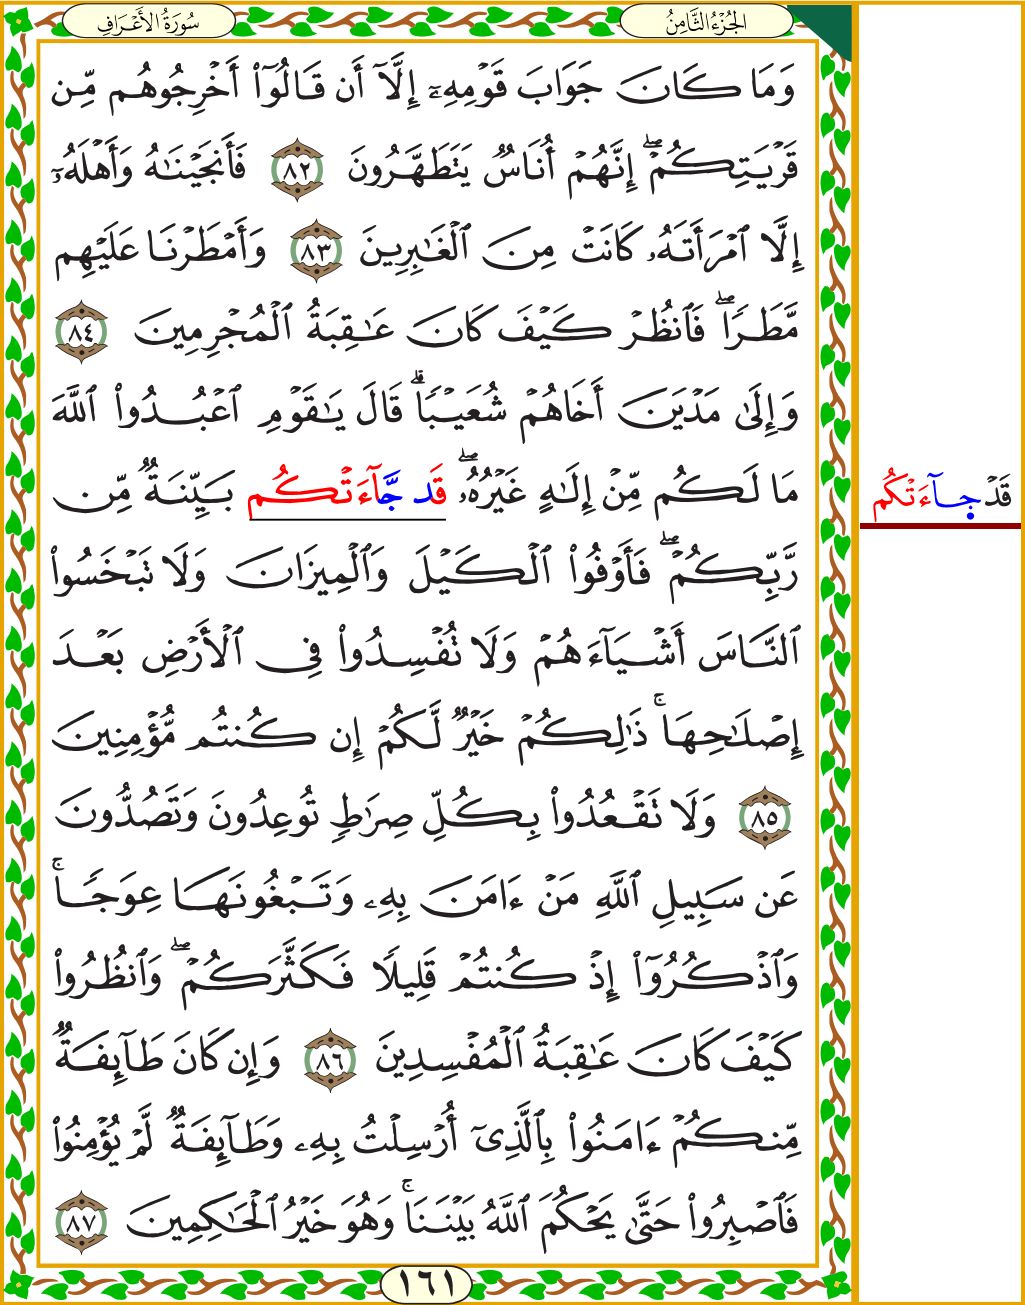 سُورَةُ الأَعْرَافِ
الجُزْءُ الثَّامِنُ
وَمَا كَانَ جَوَابَ قَوْمِهِۦٓ إِلَّآ أَن قَالُوٓاْ أَخْرِجُوهُم مِّن
قَرْيَتِكُمْۖ إِنَّهُمْ أُنَاسٌ يَتَطَهَّرُونَ ٨٢ فَأَنجَيْنَٰهُ وَأَهْلَهُۥٓ
إِلَّا ٱمْرَأَتَهُۥ كَانَتْ مِنَ ٱلْغَٰبِرِينَ ٨٣ وَأَمْطَرْنَا عَلَيْهِم
مَّطَرًاۖ فَٱنظُرْ كَيْفَ كَانَ عَٰقِبَةُ ٱلْمُجْرِمِينَ ٨٤
وَإِلَىٰ مَدْيَنَ أَخَاهُمْ شُعَيْبًاۗ قَالَ يَٰقَوْمِ ٱعْبُدُواْ ٱللَّهَ
مَا لَكُم مِّنْ إِلَٰهٍ غَيْرُهُۥۖ قَد جَّآءَتْكُم بَيِّنَةٌ مِّن
قَدْ جَآءَتْكُم
رَّبِّكُمْۖ فَأَوْفُواْ ٱلْكَيْلَ وَٱلْمِيزَانَ وَلَا تَبْخَسُواْ
ٱلنَّاسَ أَشْيَآءَهُمْ وَلَا تُفْسِدُواْ فِى ٱلْأَرْضِ بَعْدَ
إِصْلَٰحِهَاۚ ذَٰلِكُمْ خَيْرٌ لَّكُمْ إِن كُنتُم مُّؤْمِنِينَ
٨٥ وَلَا تَقْعُدُواْ بِكُلِّ صِرَٰطٍ تُوعِدُونَ وَتَصُدُّونَ
عَن سَبِيلِ ٱللَّهِ مَنْ ءَامَنَ بِهِۦ وَتَبْغُونَهَا عِوَجًاۚ
وَٱذْكُرُوٓاْ إِذْ كُنتُمْ قَلِيلًا فَكَثَّرَكُمْۖ وَٱنظُرُواْ
كَيْفَ كَانَ عَٰقِبَةُ ٱلْمُفْسِدِينَ ٨٦ وَإِن كَانَ طَآئِفَةٌ
مِّنكُمْ ءَامَنُواْ بِٱلَّذِىٓ أُرْسِلْتُ بِهِۦ وَطَآئِفَةٌ لَّمْ يُؤْمِنُواْ
فَٱصْبِرُواْ حَتَّىٰ يَحْكُمَ ٱللَّهُ بَيْنَنَاۚ وَهُوَ خَيْرُ ٱلْحَٰكِمِينَ ٨٧
١٦١